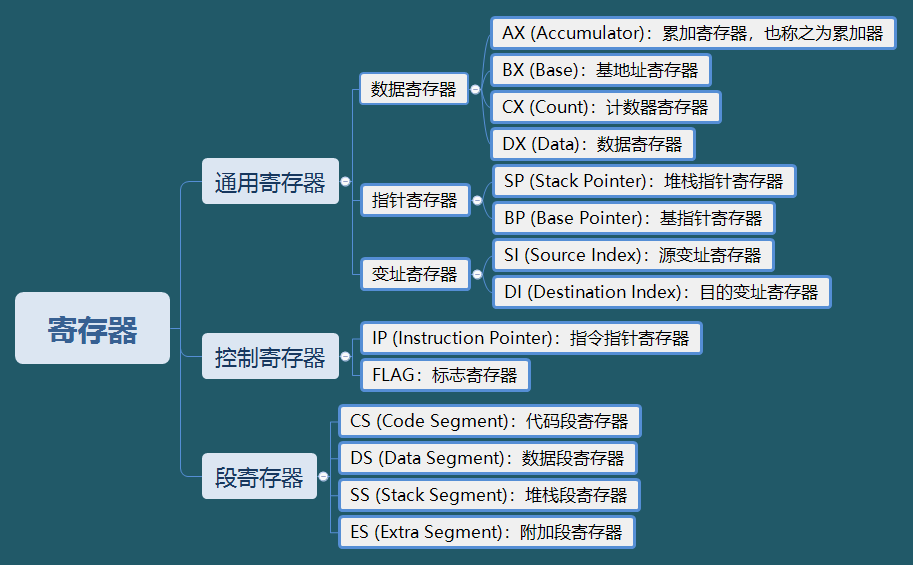 寄存器
通用寄存器
数据寄存器
AX (Accumulator)：累加寄存器，也称之为累加器
BX (Base)：基地址寄存器
CX (Count)：计数器寄存器
DX (Data)：数据寄存器
指针寄存器
SP (Stack Pointer)：堆栈指针寄存器
BP (Base Pointer)：基指针寄存器
变址寄存器
SI (Source Index)：源变址寄存器
DI (Destination Index)：目的变址寄存器
控制寄存器
IP (Instruction Pointer)：指令指针寄存器
FLAG：标志寄存器
段寄存器
CS (Code Segment)：代码段寄存器
DS (Data Segment)：数据段寄存器
SS (Stack Segment)：堆栈段寄存器
ES (Extra Segment)：附加段寄存器